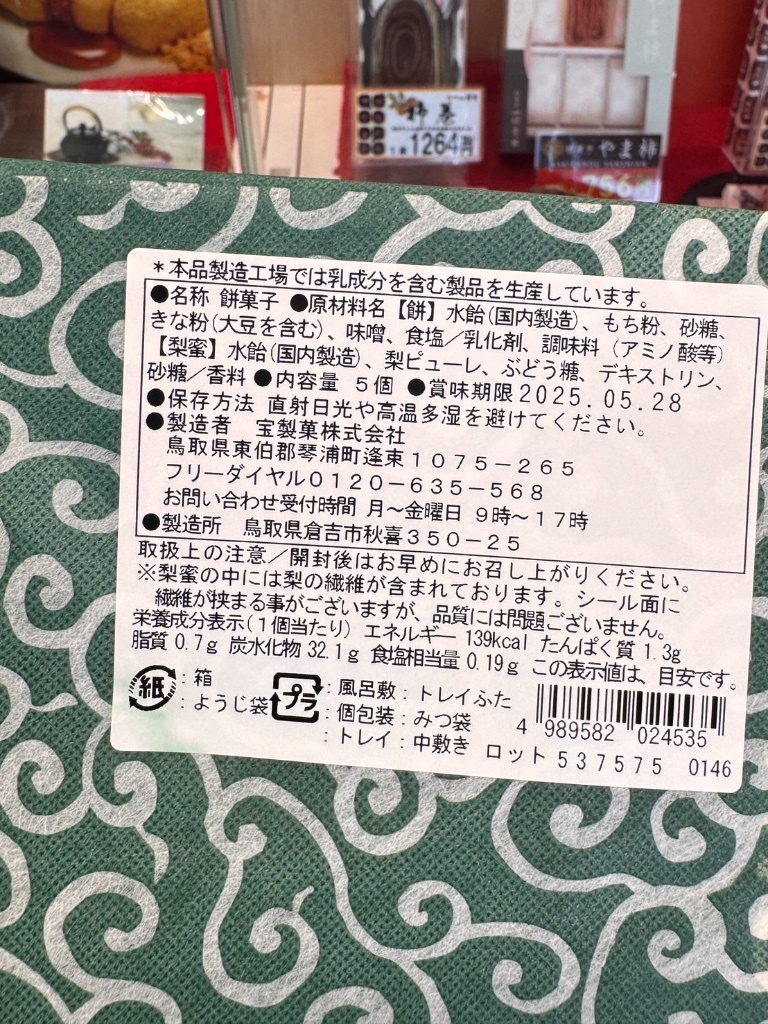 柿巻
1264円
やま柿
756円
*本品製造工場では乳成分を含む製品を生産しています。
●名称 餅菓子 ●原材料名【餅】水飴(国内製造)、もち粉、砂糖、
きな粉(大豆を含む)、味噌、食塩/乳化剤、調味料(アミノ酸等)
【梨蜜】水飴(国内製造)、梨ピューレ、ぶどう糖、デキストリン、
砂糖/香料 ●内容量 5個 ●賞味期限 2025.05.28
●保存方法 直射日光や高温多湿を避けてください。
●製造者 宝製菓株式会社
鳥取県東伯郡琴浦町逢束1075-265
フリーダイヤル0120-635-568
お問い合わせ受付時間 月~金曜日 9時~17時
●製造所 鳥取県倉吉市秋喜350-25
取扱上の注意/開封後はお早めにお召し上がりください。
※梨蜜の中には梨の繊維が含まれております。シール面に
繊維が挟まる事がございますが、品質には問題ございません。
栄養成分表示(1個当たり) エネルギー 139kcal たんぱく質 1.3g
脂質 0.7g 炭水化物 32.1g 食塩相当量 0.19g この表示値は、目安です。
紙 : 箱
: ようじ袋
プラ : 風呂敷 : トレイふた
: 個包装 : みつ袋
: トレイ : 中敷き
4 989582 024535
ロット 537575 0146